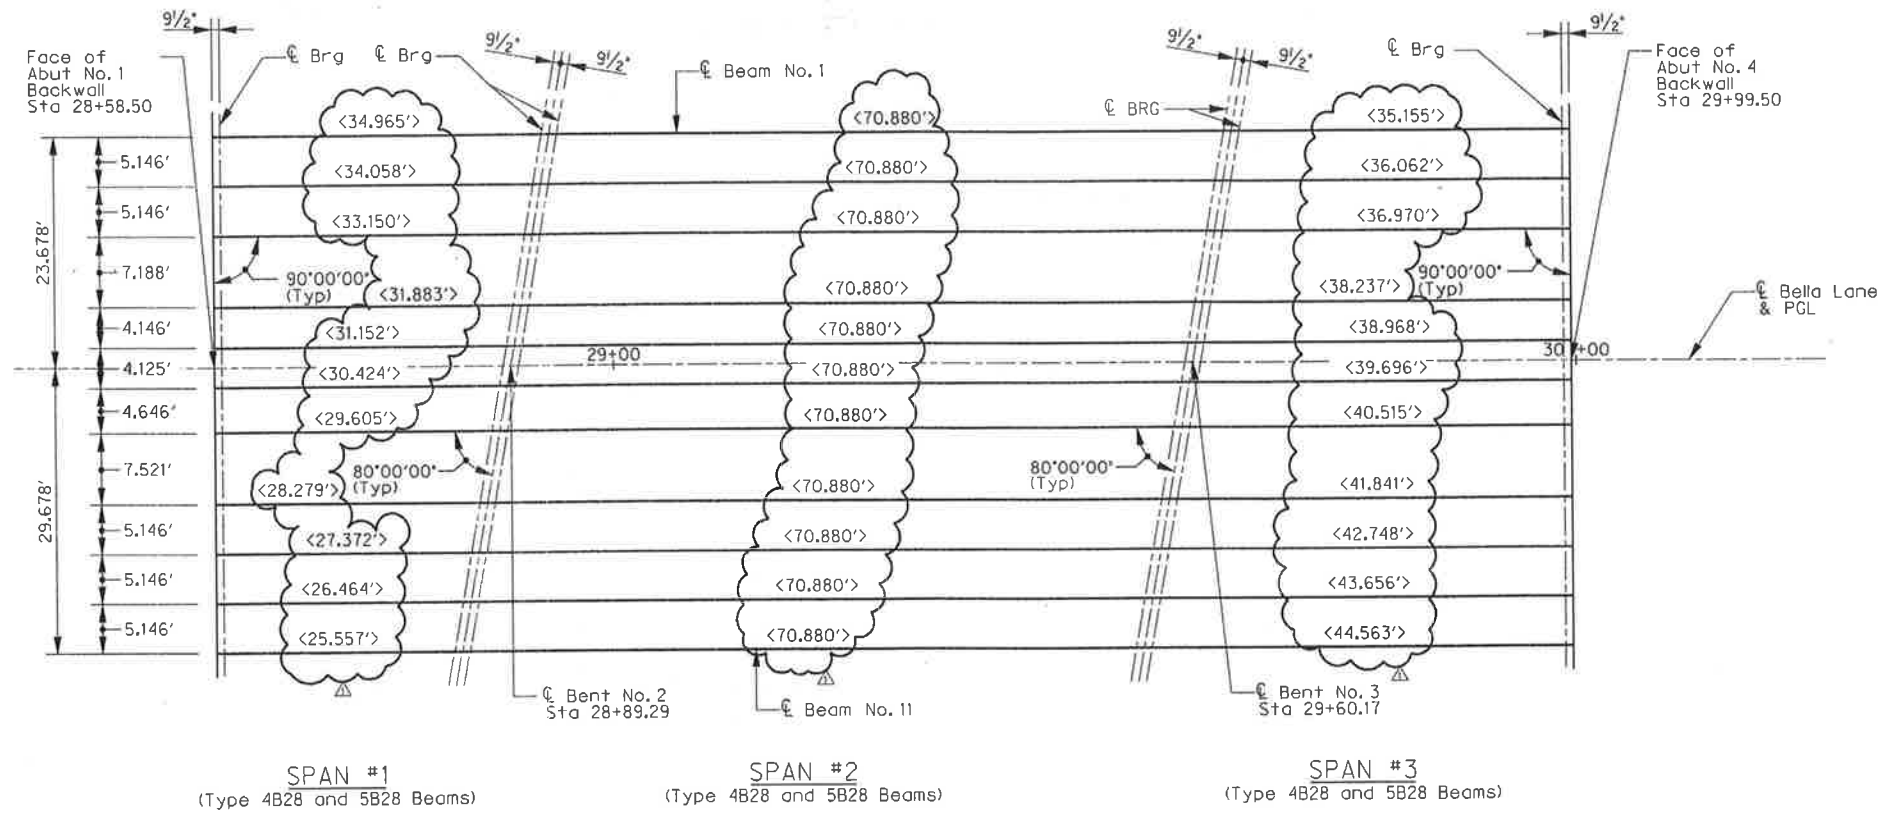 9½"
9½"
9½"
9½"
9½"
9½"
Face of
Abut No. 1
Backwall
Sta 28+58.50
℄ Brg
℄ Brg
℄ Beam No. 1
℄ BRG
℄ Brg
Face of
Abut No. 4
Backwall
Sta 29+99.50
<34.965'>
<70.880'>
<35.155'>
5.146'
<34.058'>
<70.880'>
<36.062'>
5.146'
<33.150'>
<70.880'>
<36.970'>
23.678'
7.188'
90°00'00"
(Typ)
<31.883'>
<70.880'>
<38.237'>
90°00'00"
(Typ)
℄ Bella Lane
& PGL
4.146'
<31.152'>
<70.880'>
<38.968'>
29+00
30+00
4.125'
<30.424'>
<70.880'>
<39.696'>
4.646'
<29.605'>
<70.880'>
<40.515'>
7.521'
80°00'00"
(Typ)
80°00'00"
(Typ)
<28.279'>
<70.880'>
<41.841'>
29.678'
5.146'
<27.372'>
<70.880'>
<42.748'>
5.146'
<26.464'>
<70.880'>
<43.656'>
5.146'
<25.557'>
<70.880'>
<44.563'>
1
1
1
℄ Bent No. 2
Sta 28+89.29
℄ Beam No. 11
℄ Bent No. 3
Sta 29+60.17
SPAN #1
(Type 4B28 and 5B28 Beams)
SPAN #2
(Type 4B28 and 5B28 Beams)
SPAN #3
(Type 4B28 and 5B28 Beams)